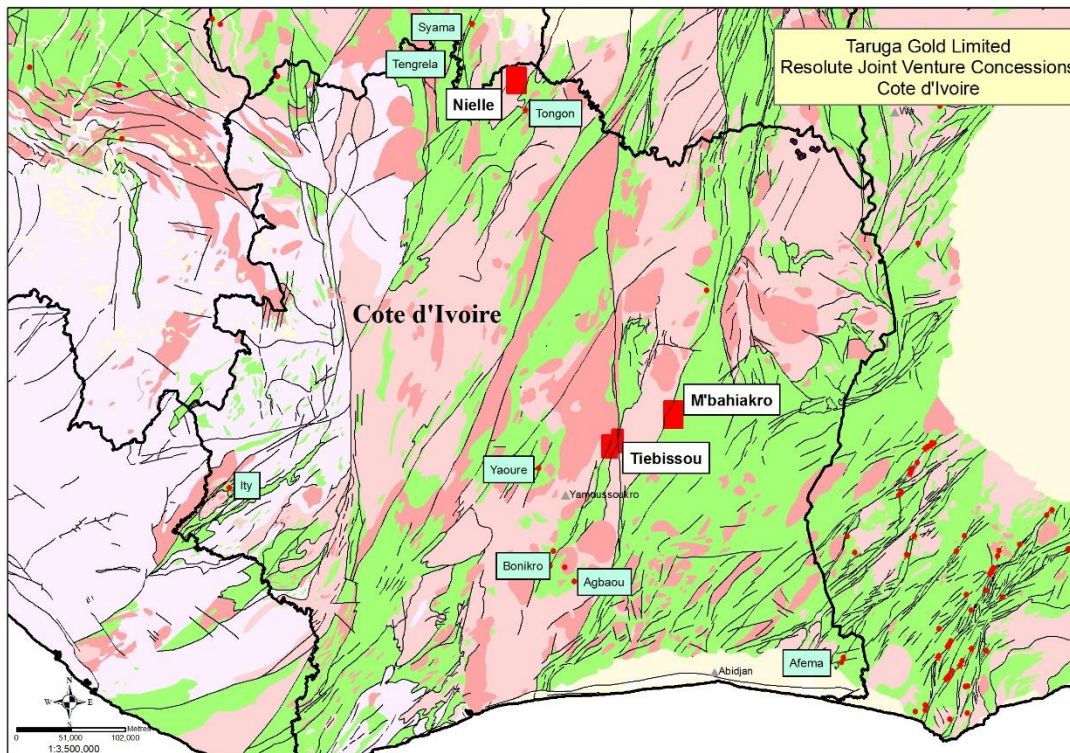 Taruga Gold Limited
Resolute Joint Venture Concessions
Cote d'Ivoire
Syama
Tengrela
Nielle
Tongon
Wa
Cote d'Ivoire
M'bahiakro
Tiebissou
Yaoure
Yamoussoukro
Ity
Bonikro
Agbaou
Afema
Abidjan
N
W E
S
Metres
0 51,000 102,000
1:3,500,000